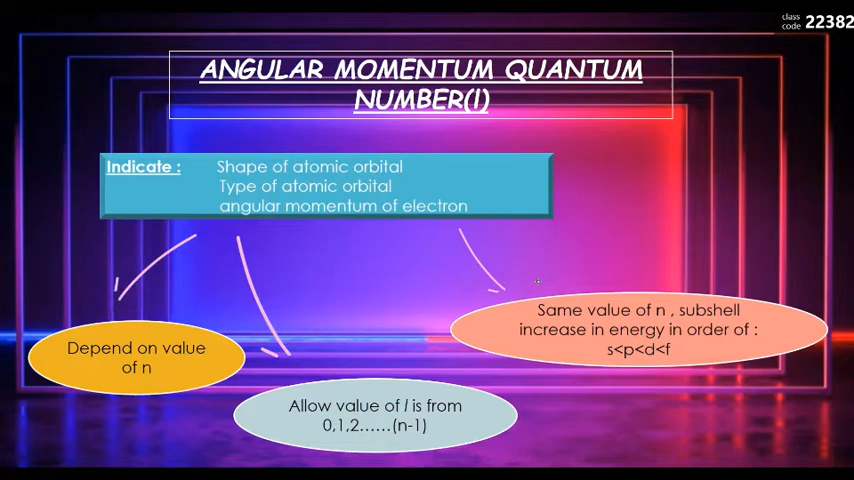 class
code 22382
ANGULAR MOMENTUM QUANTUM
NUMBER(l)
Indicate : Shape of atomic orbital
Type of atomic orbital
angular momentum of electron
Depend on value
of n
Allow value of l is from
0,1,2......(n-1)
Same value of n , subshell
increase in energy in order of :
s<p<d<f